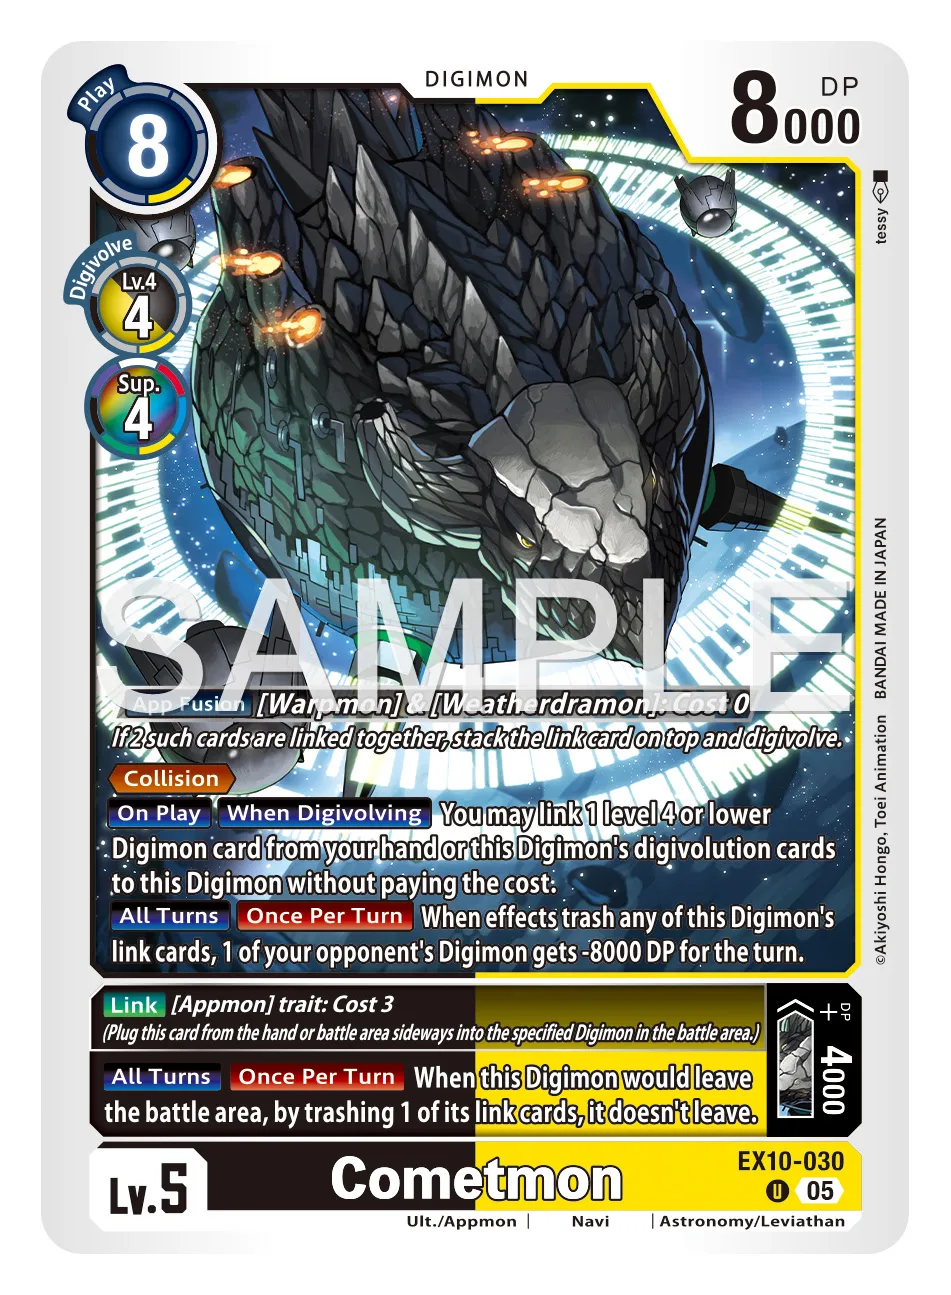 DIGIMON
Play
8
8000
DP
tessy
Digivolve
Lv.4
4
Sup.
4
SAMPLE
App Fusion [Warpmon] & [Weatherdramon]: Cost 0
If 2 such cards are linked together, stack the link card on top and digivolve.
Collision
On Play When Digivolving You may link 1 level 4 or lower
Digimon card from your hand or this Digimon's digivolution cards
to this Digimon without paying the cost.
All Turns Once Per Turn When effects trash any of this Digimon's
link cards, 1 of your opponent's Digimon gets -8000 DP for the turn.
©Akiyoshi Hongo, Toei Animation BANDAI MADE IN JAPAN
Link [Appmon] trait: Cost 3
(Plug this card from the hand or battle area sideways into the specified Digimon in the battle area.)
All Turns Once Per Turn When this Digimon would leave
the battle area, by trashing 1 of its link cards, it doesn't leave.
DP
+4000
Lv.5
Cometmon
EX10-030
U 05
Ult./Appmon | Navi | Astronomy/Leviathan